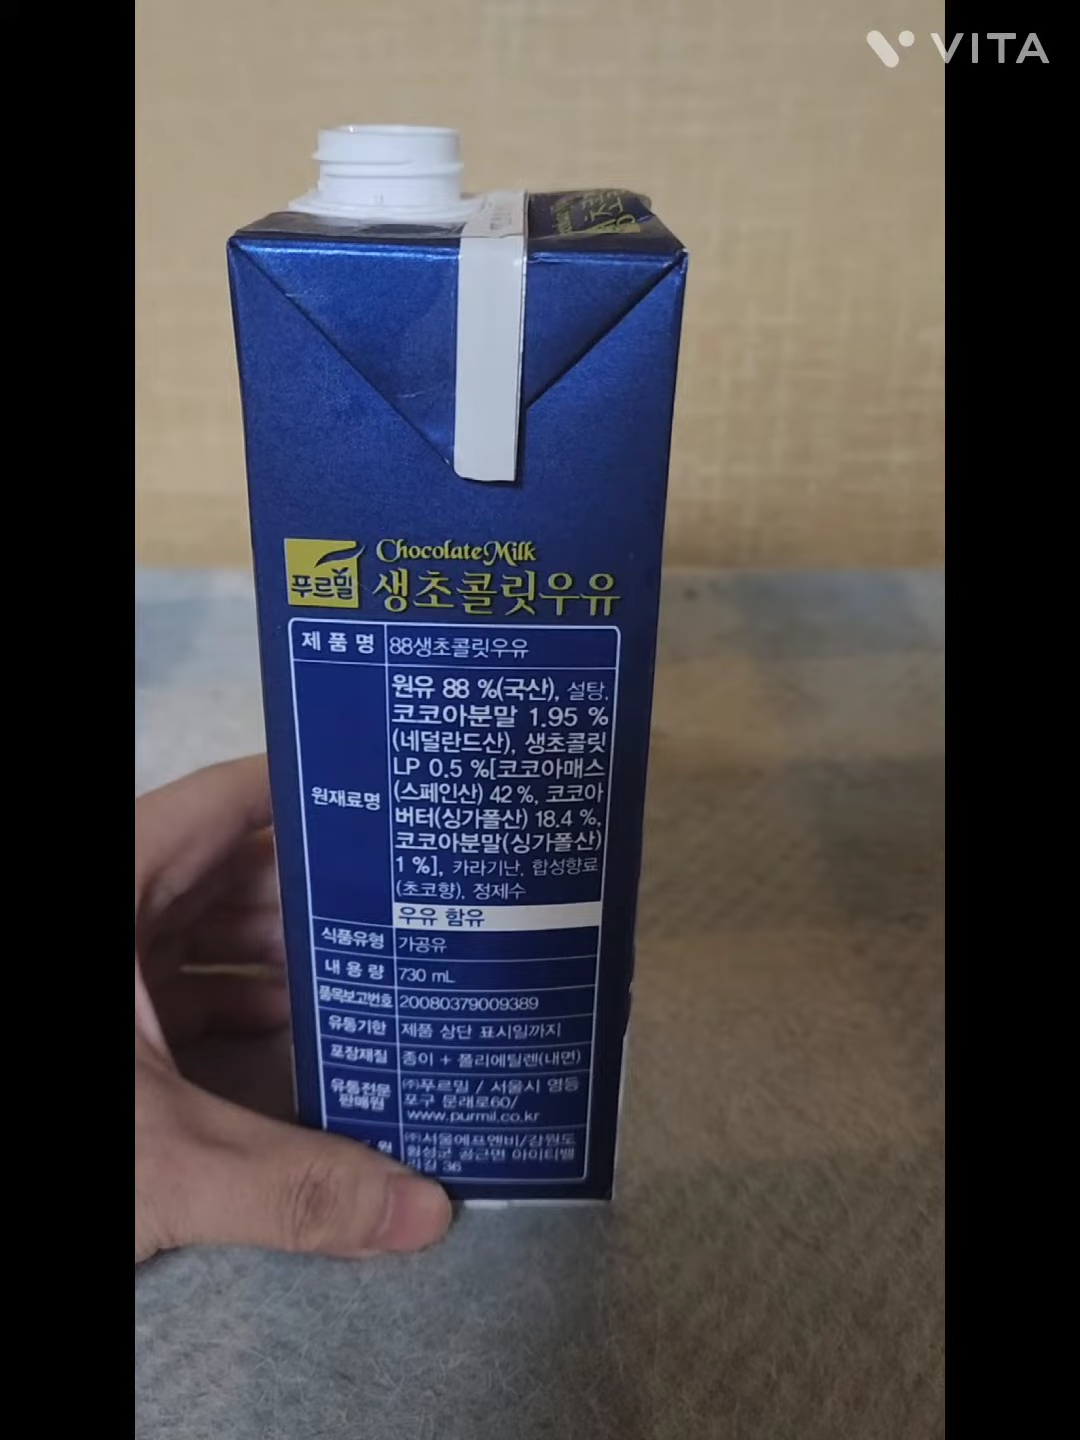 VITA
Chocolate Milk
푸르밀 생초콜릿우유
제품명 88생초콜릿우유
원재료명
원유 88 %(국산), 설탕,
코코아분말 1.95 %
(네덜란드산), 생초콜릿
LP 0.5 %[코코아매스
(스페인산) 42 %, 코코아
버터(싱가폴산) 18.4 %,
코코아분말(싱가폴산)
1 %], 카라기난, 합성향료
(초코향), 정제수
우유 함유
식품유형 가공유
내용량 730 mL
품목보고번호 20080379009389
유통기한 제품 상단 표시일까지
포장재질 종이 + 폴리에틸렌(내면)
유통전문
판매원
㈜푸르밀 / 서울시 영등
포구 문래로60/
www.purmil.co.kr
원
㈜서울에프앤비/강원도
횡성군 공근면 아이티밸
리길 36